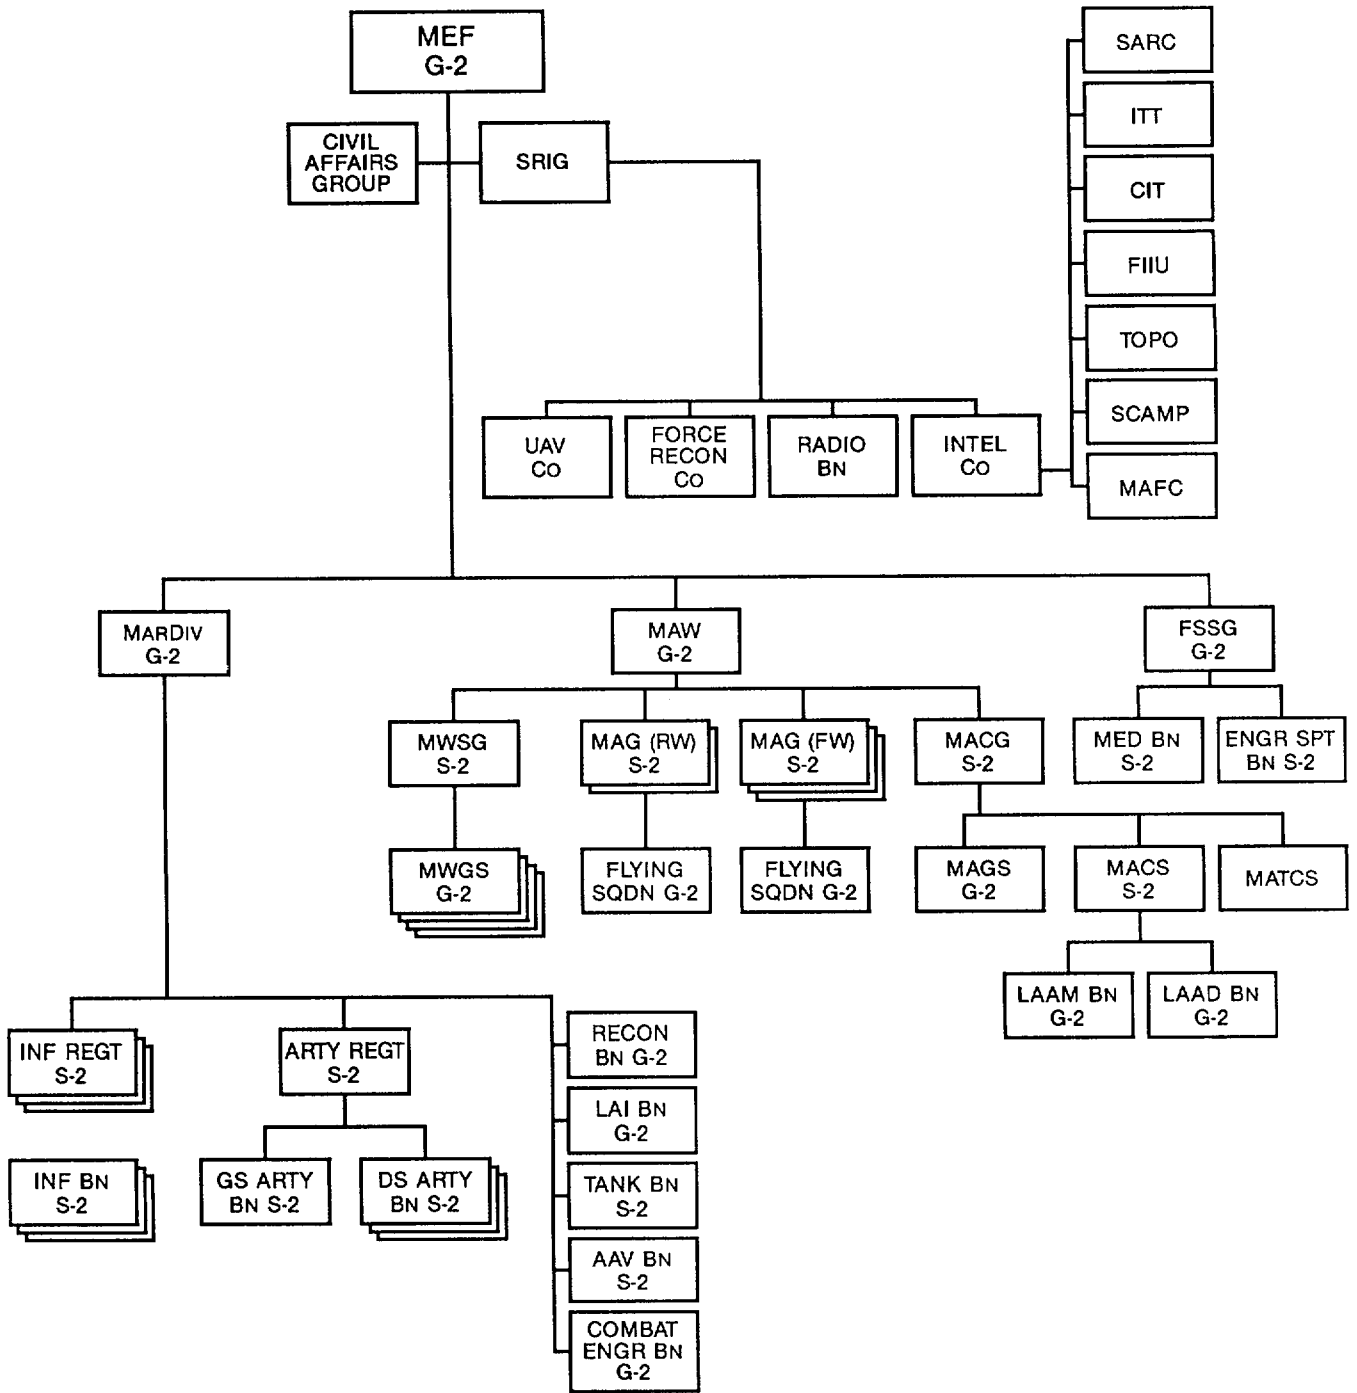 MEF
G-2
CIVIL
AFFAIRS
GROUP
SRIG
SARC
ITT
CIT
FIIU
TOPO
SCAMP
MAFC
UAV
CO
FORCE
RECON
CO
RADIO
BN
INTEL
CO
MARDIV
G-2
MAW
G-2
FSSG
G-2
MWSG
S-2
MAG (RW)
S-2
MAG (FW)
S-2
MACG
S-2
MED BN
S-2
ENGR SPT
BN S-2
MWGS
G-2
FLYING
SQDN G-2
FLYING
SQDN G-2
MAGS
G-2
MACS
S-2
MATCS
LAAM BN
G-2
LAAD BN
G-2
INF REGT
S-2
ARTY REGT
S-2
RECON
BN G-2
LAI BN
G-2
INF BN
S-2
GS ARTY
BN S-2
DS ARTY
BN S-2
TANK BN
S-2
AAV BN
S-2
COMBAT
ENGR BN
G-2